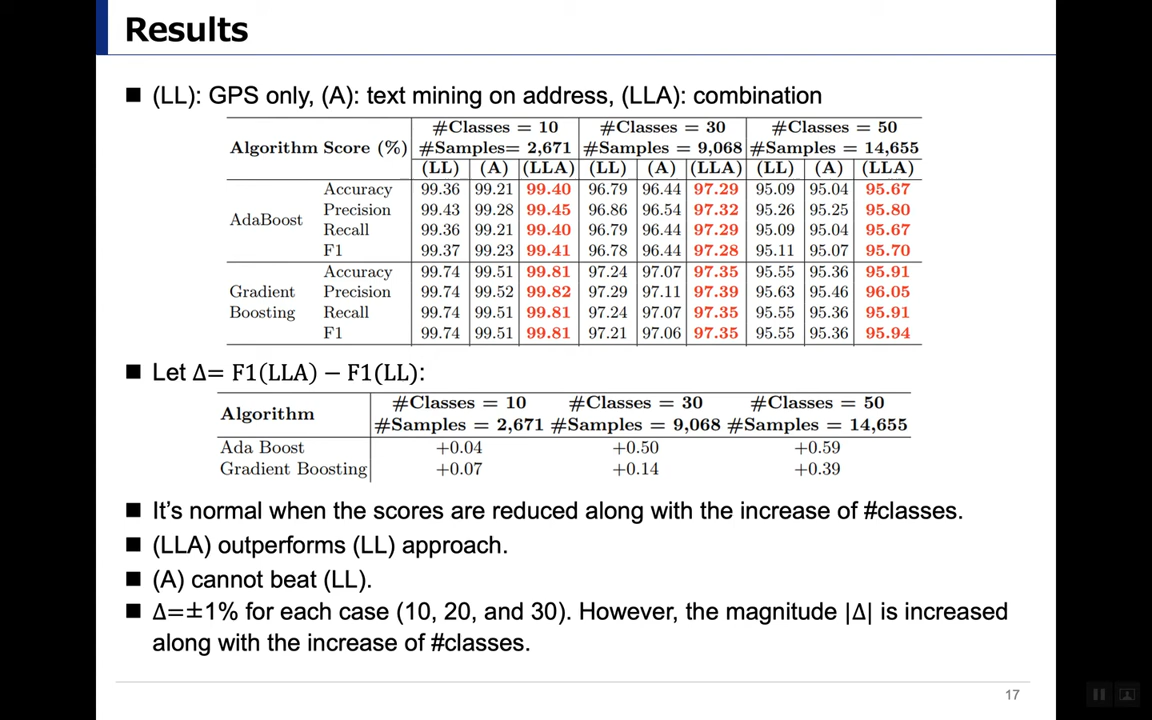 Results
■ (LL): GPS only, (A): text mining on address, (LLA): combination
#Classes = 10 #Classes = 30 #Classes = 50
Algorithm Score (%) #Samples= 2,671 #Samples = 9,068 #Samples = 14,655
(LL) (A) (LLA) (LL) (A) (LLA) (LL) (A) (LLA)
Accuracy 99.36 99.21 99.40 96.79 96.44 97.29 95.09 95.04 95.67
AdaBoost Precision 99.43 99.28 99.45 96.86 96.54 97.32 95.26 95.25 95.80
Recall 99.36 99.21 99.40 96.79 96.44 97.29 95.09 95.04 95.67
F1 99.37 99.23 99.41 96.78 96.44 97.28 95.11 95.07 95.70
Accuracy 99.74 99.51 99.81 97.24 97.07 97.35 95.55 95.36 95.91
Gradient Precision 99.74 99.52 99.82 97.29 97.11 97.39 95.63 95.46 96.05
Boosting Recall 99.74 99.51 99.81 97.24 97.07 97.35 95.55 95.36 95.91
F1 99.74 99.51 99.81 97.21 97.06 97.35 95.55 95.36 95.94
■ Let Δ= F1(LLA) − F1(LL):
#Classes = 10 #Classes = 30 #Classes = 50
Algorithm #Samples = 2,671 #Samples = 9,068 #Samples = 14,655
Ada Boost +0.04 +0.50 +0.59
Gradient Boosting +0.07 +0.14 +0.39
■ It's normal when the scores are reduced along with the increase of #classes.
■ (LLA) outperforms (LL) approach.
■ (A) cannot beat (LL).
■ Δ=±1% for each case (10, 20, and 30). However, the magnitude |Δ| is increased
along with the increase of #classes.
17